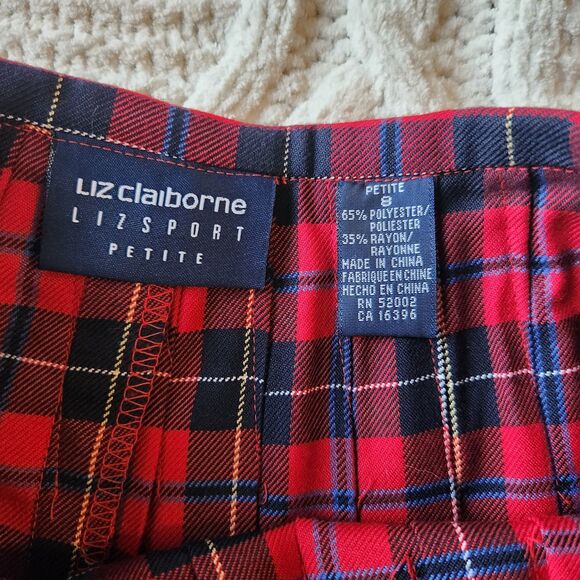 LIZ claiborne
LIZSPORT
PETITE
PETITE
8
65% POLYESTER/
POLIESTER
35% RAYON/
RAYONNE
MADE IN CHINA
FABRIQUE EN CHINE
HECHO EN CHINA
RN 52002
CA 16396